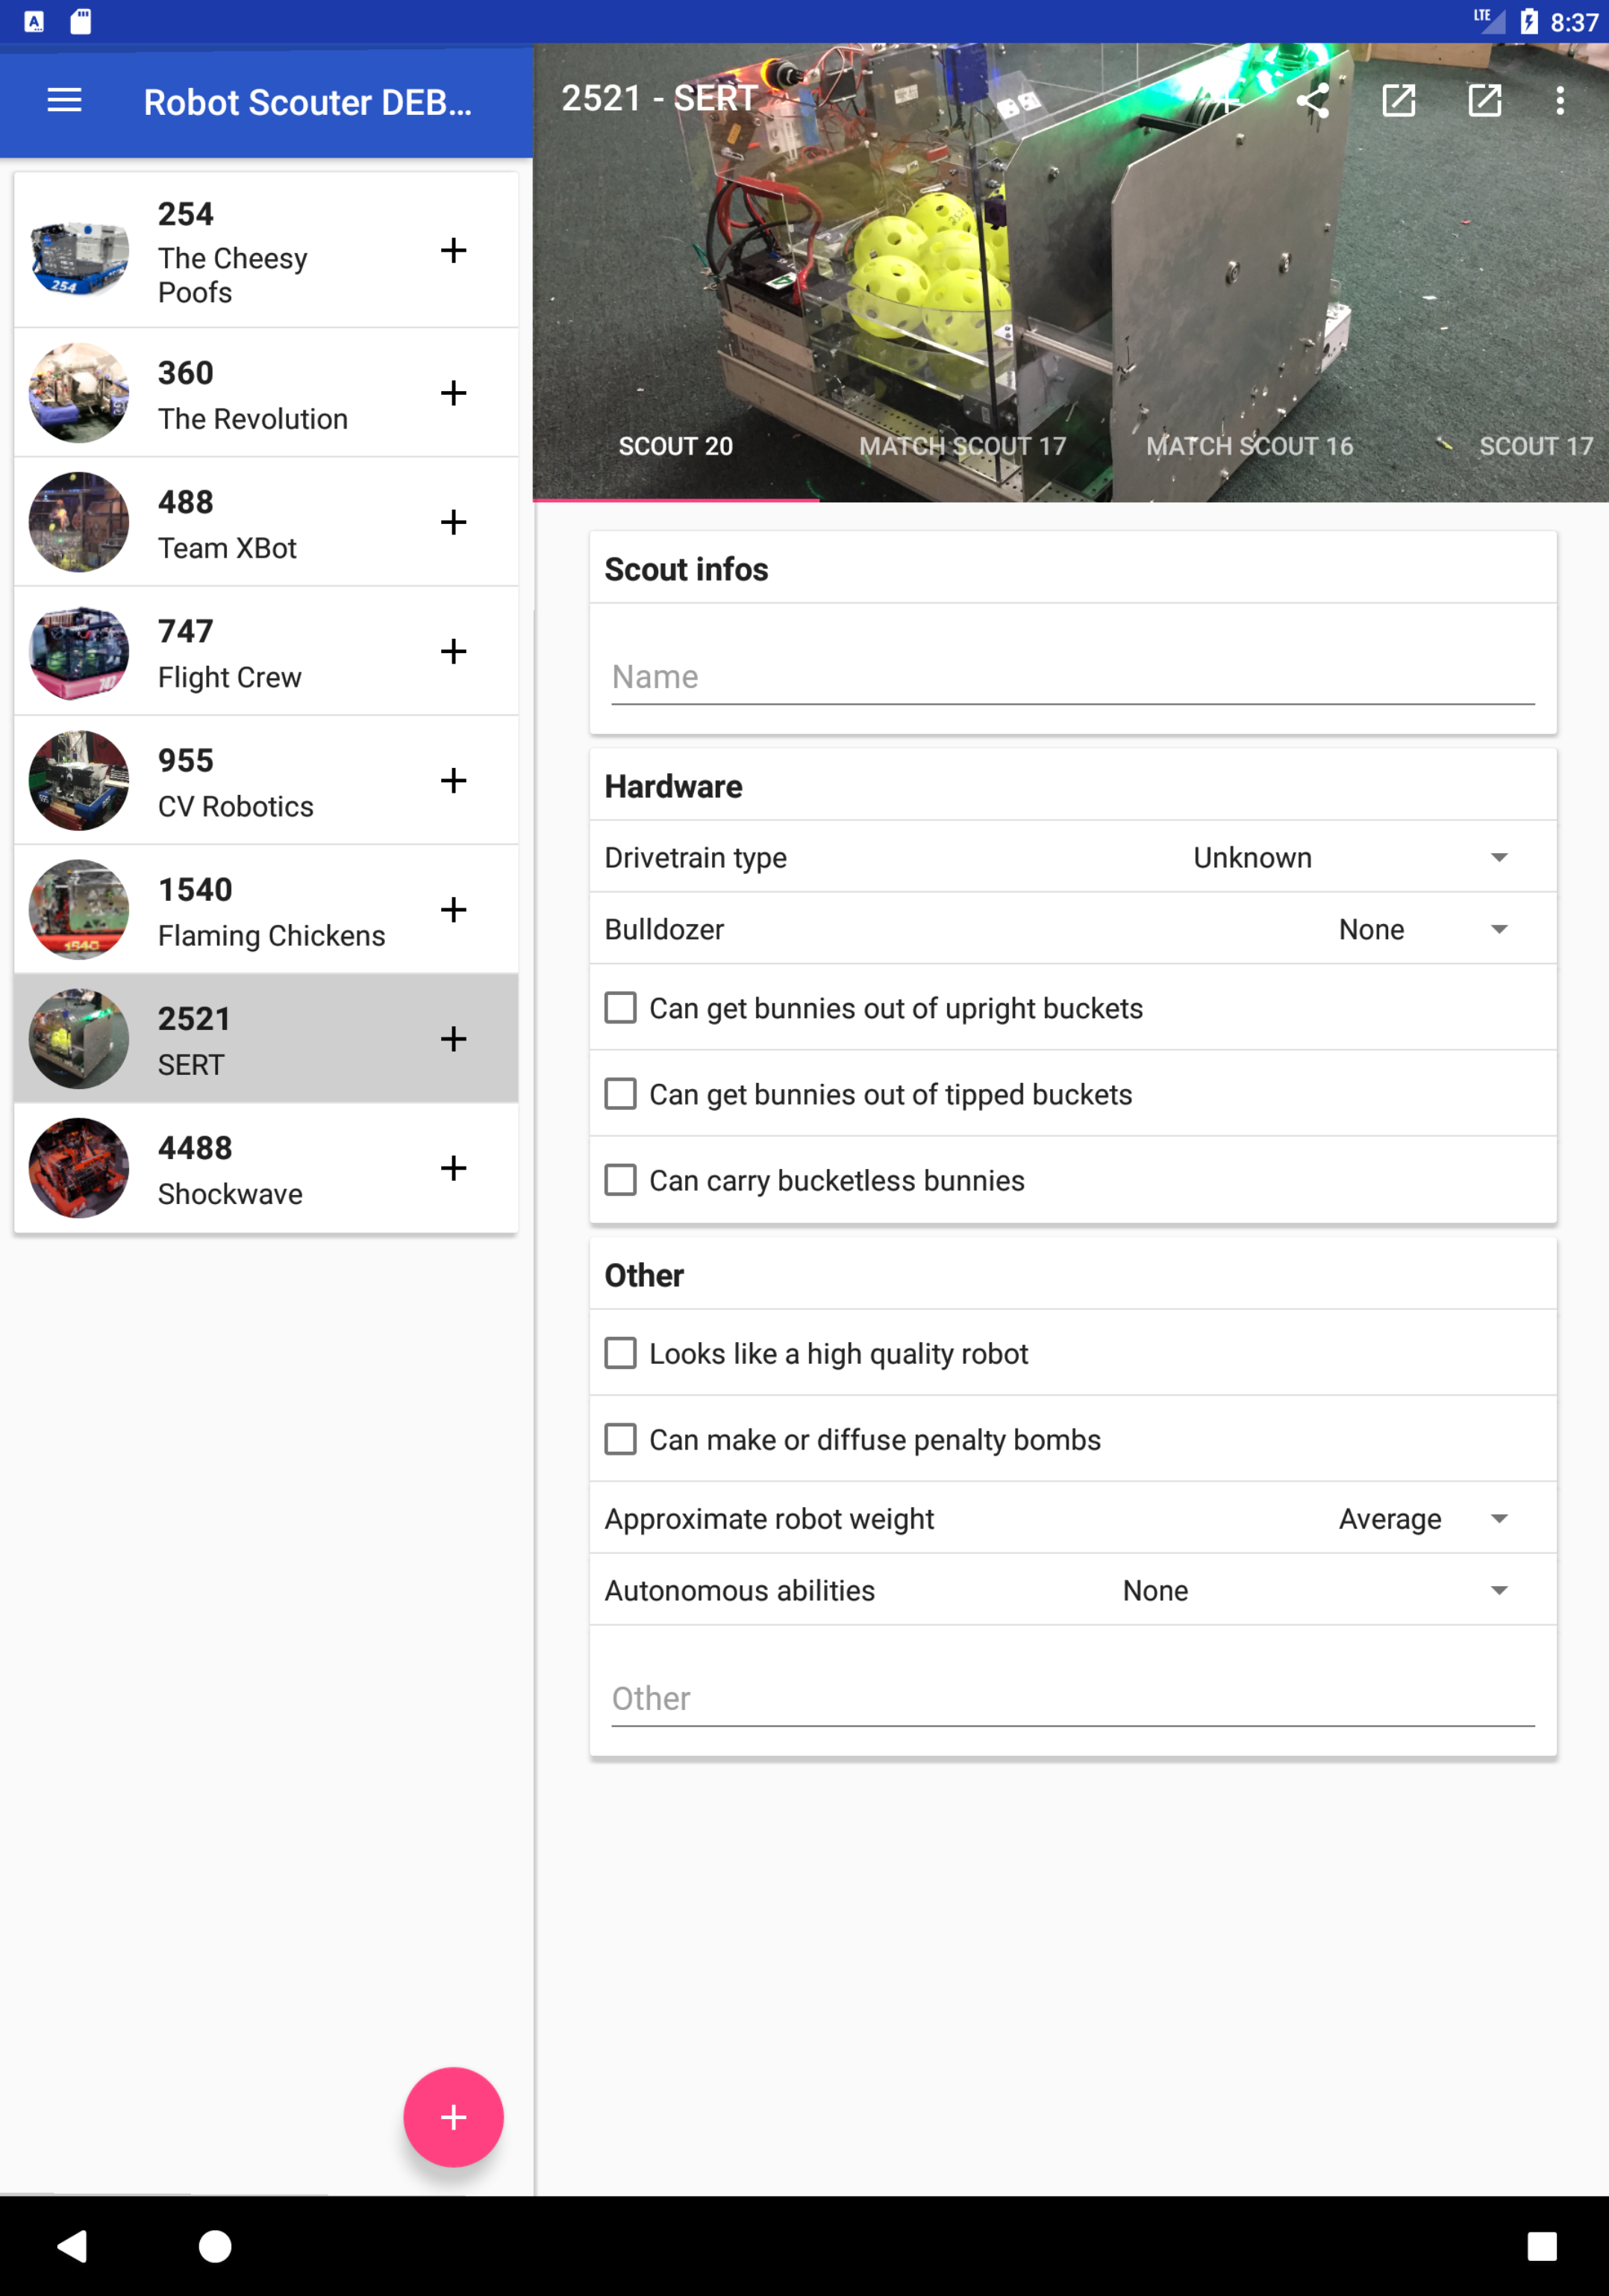 LTE 8:37
Robot Scouter DEB...
254
The Cheesy
Poofs
360
The Revolution
488
Team XBot
747
Flight Crew
955
CV Robotics
1540
Flaming Chickens
2521
SERT
4488
Shockwave
2521 - SERT
SCOUT 20
MATCH SCOUT 17
MATCH SCOUT 16
SCOUT 17
Scout infos
Name
Hardware
Drivetrain type Unknown
Bulldozer None
Can get bunnies out of upright buckets
Can get bunnies out of tipped buckets
Can carry bucketless bunnies
Other
Looks like a high quality robot
Can make or diffuse penalty bombs
Approximate robot weight Average
Autonomous abilities None
Other